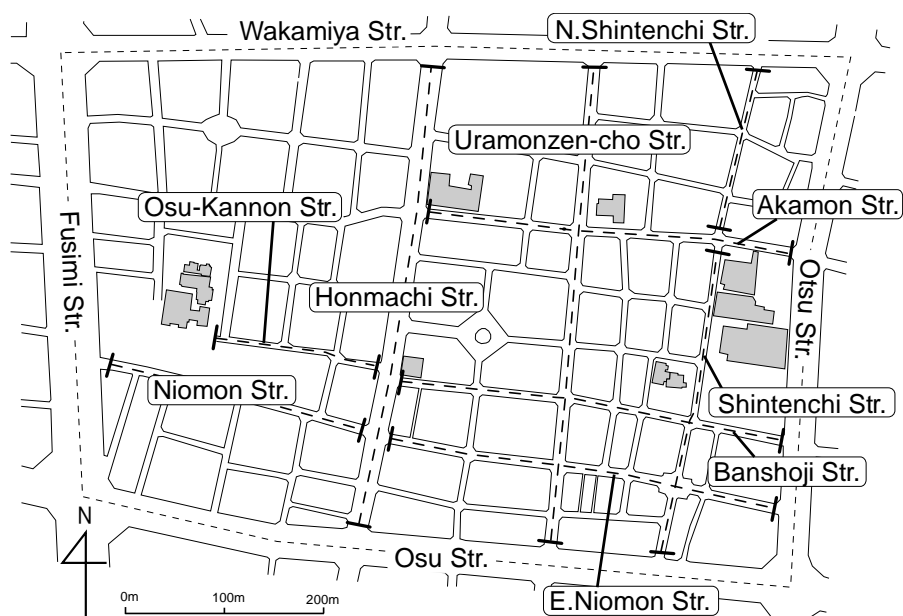 Wakamiya Str.
N.Shintenchi Str.
Uramonzen-cho Str.
Osu-Kannon Str.
Akamon Str.
Fusimi Str.
Honmachi Str.
Otsu Str.
Niomon Str.
Shintenchi Str.
Banshoji Str.
N
Osu Str.
E.Niomon Str.
0m
100m
200m